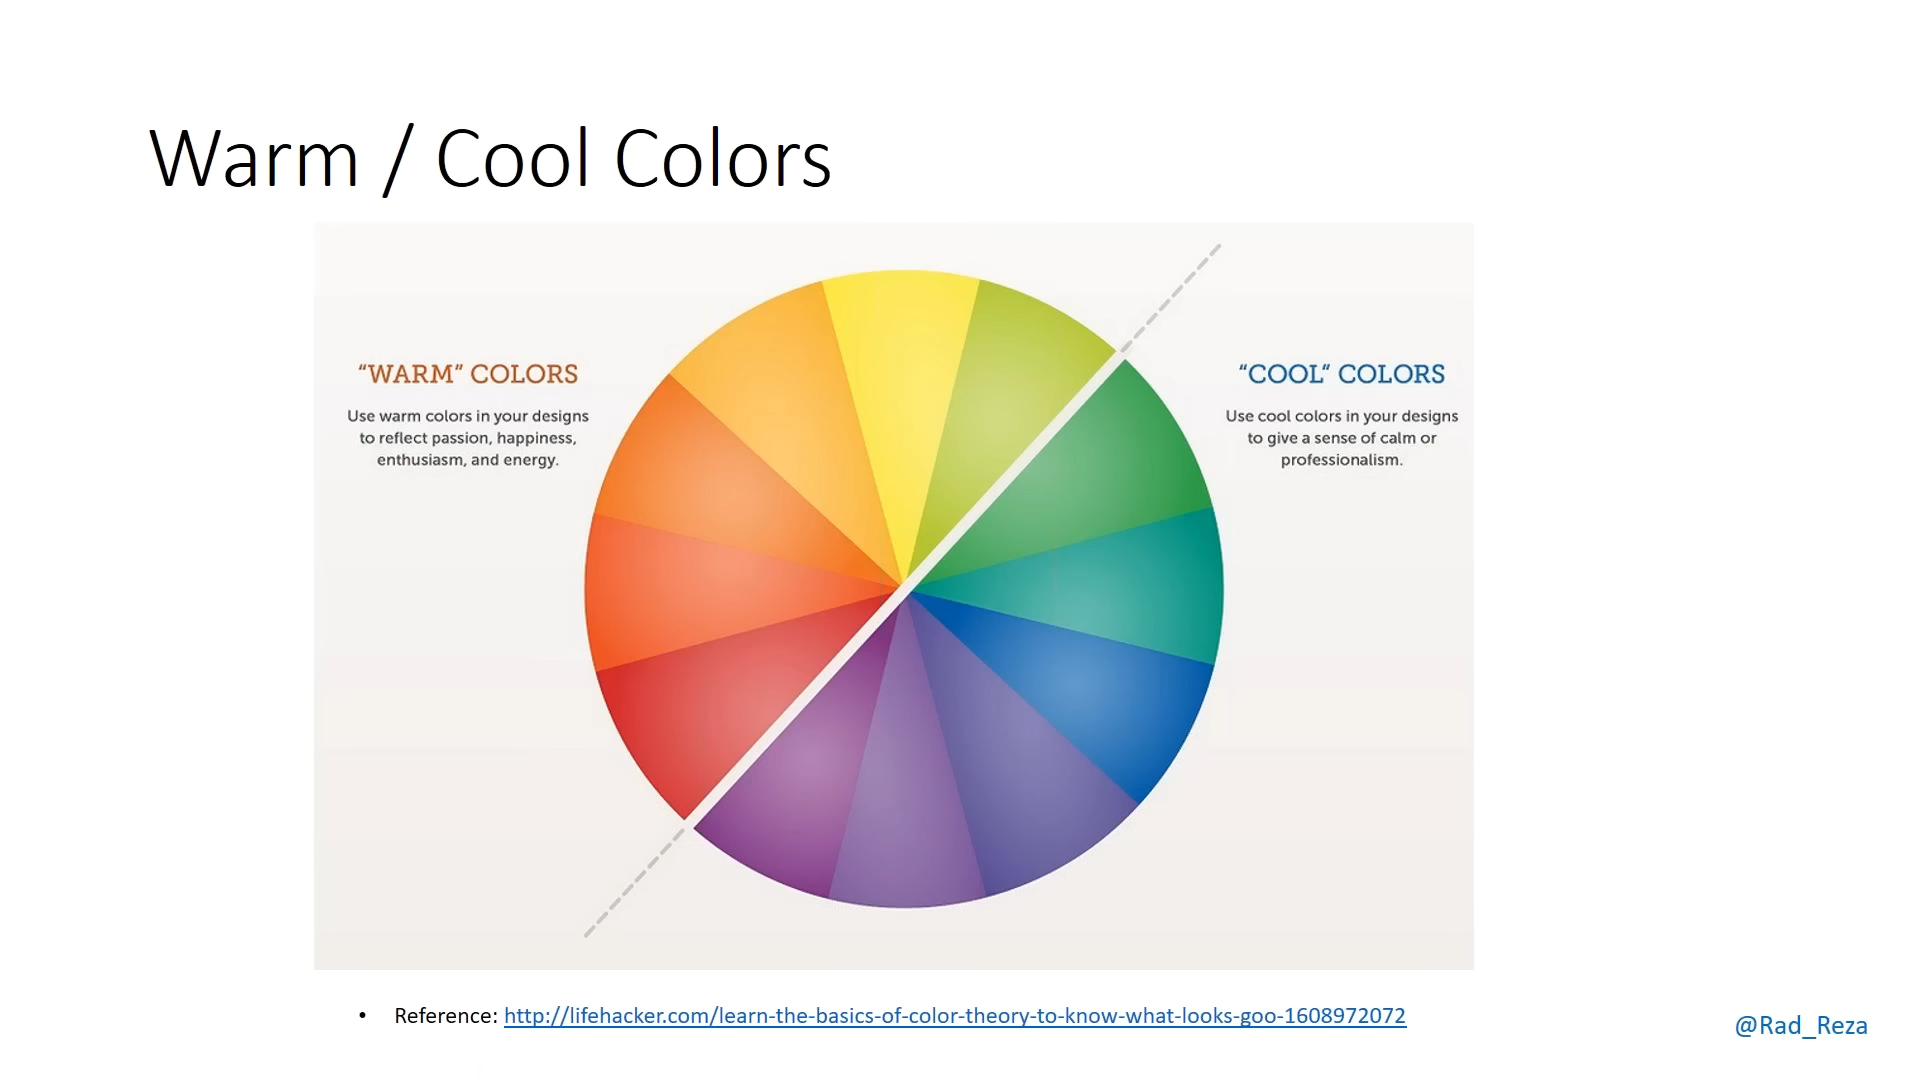 Warm / Cool Colors
“WARM” COLORS
Use warm colors in your designs
to reflect passion, happiness,
enthusiasm, and energy.
“COOL” COLORS
Use cool colors in your designs
to give a sense of calm or
professionalism.
• Reference: http://lifehacker.com/learn-the-basics-of-color-theory-to-know-what-looks-goo-1608972072
@Rad_Reza